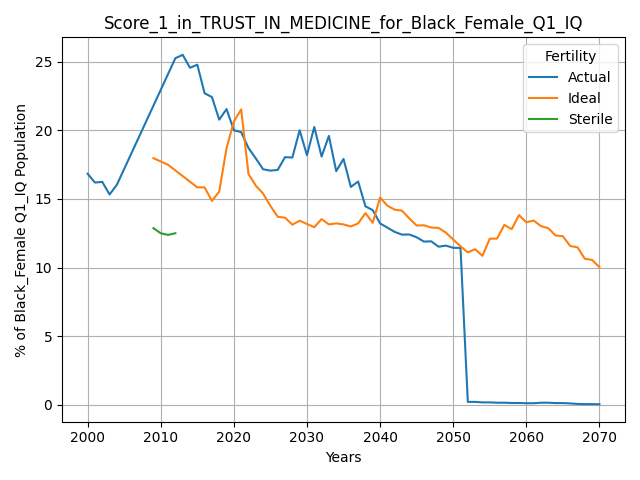 Score_1_in_TRUST_IN_MEDICINE_for_Black_Female_Q1_IQ
Fertility
Actual
Ideal
Sterile
% of Black_Female Q1_IQ Population
25
20
15
10
5
0
2000 2010 2020 2030 2040 2050 2060 2070
Years